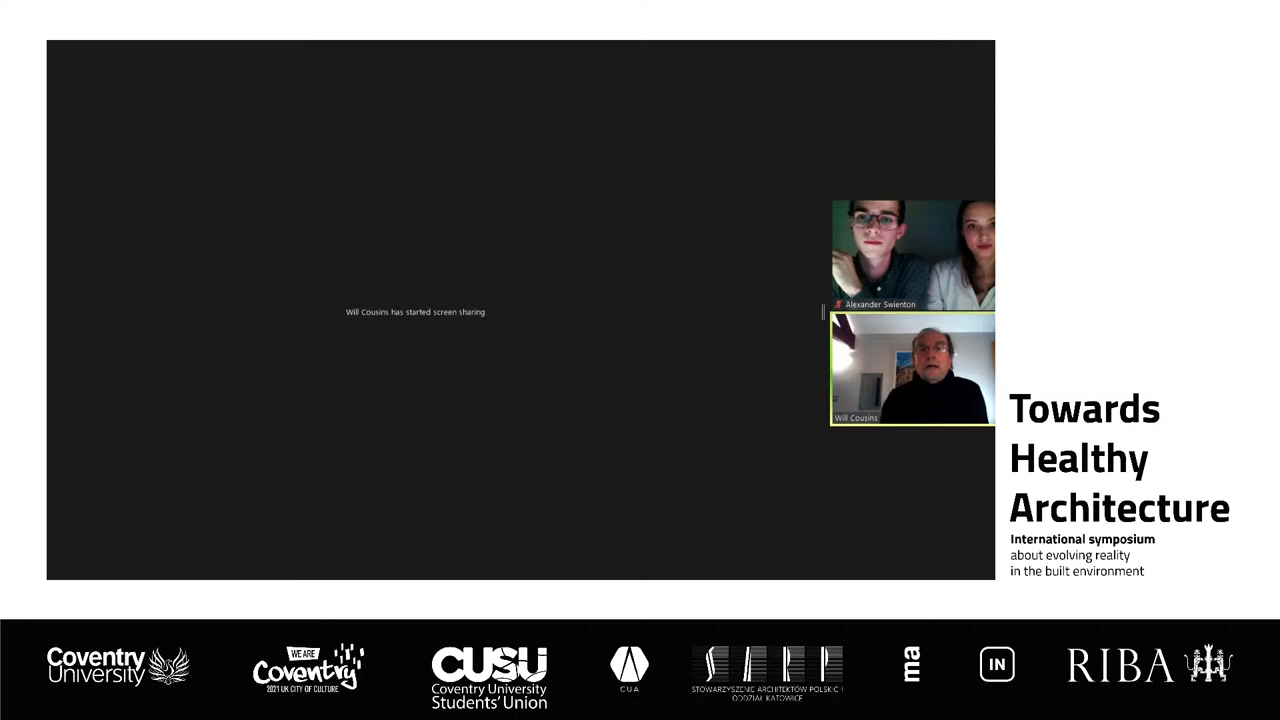 Will Cousins has started screen sharing
Alexander Swienton
Will Cousins
Towards
Healthy
Architecture
International symposium
about evolving reality
in the built environment
Coventry
University
WE ARE
Coventry
2021 UK CITY OF CULTURE
CUSU
Coventry University
Students' Union
CUA
SARP
STOWARZYSZENIE ARCHITEKTÓW POLSKICH
ODDZIAŁ KATOWICE
ma
IN
RIBA